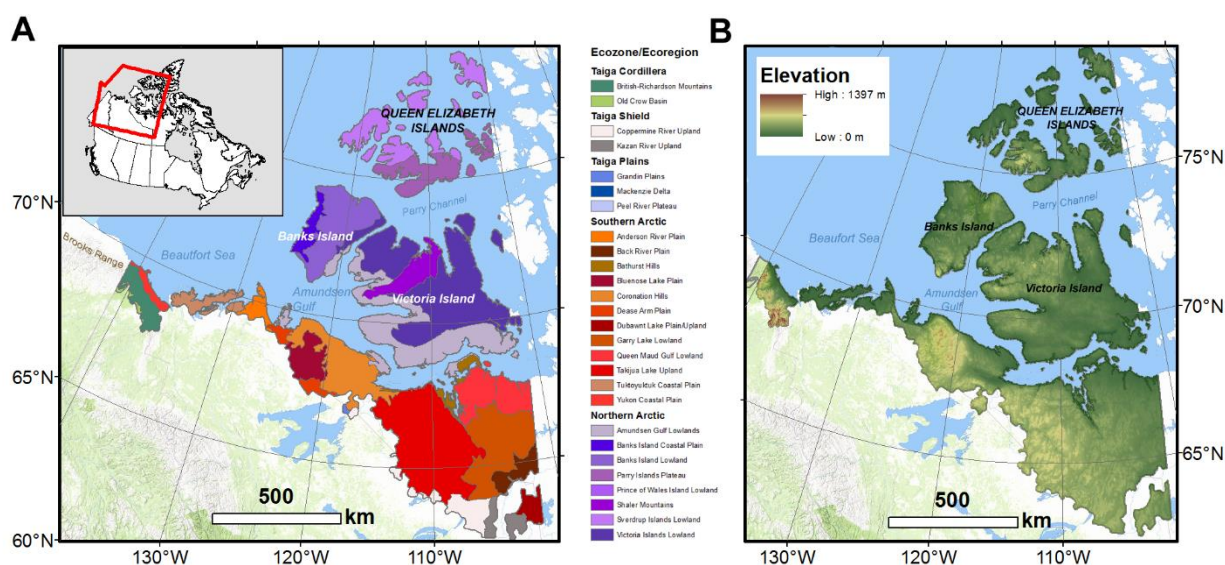 A
70°N
65°N
60°N
130°W
120°W
110°W
QUEEN ELIZABETH
ISLANDS
Parry Channel
Banks Island
Beaufort Sea
Brooks Range
Amundsen
Gulf
Victoria Island
500
km
Ecozone/Ecoregion
Taiga Cordillera
British-Richardson Mountains
Old Crow Basin
Taiga Shield
Coppermine River Upland
Kazan River Upland
Taiga Plains
Grandin Plains
Mackenzie Delta
Peel River Plateau
Southern Arctic
Anderson River Plain
Back River Plain
Bathurst Hills
Bluenose Lake Plain
Coronation Hills
Dease Arm Plain
Dubawnt Lake Plain/Upland
Garry Lake Lowland
Queen Maud Gulf Lowland
Takijua Lake Upland
Tuktoyuktuk Coastal Plain
Yukon Coastal Plain
Northern Arctic
Amundsen Gulf Lowlands
Banks Island Coastal Plain
Banks Island Lowland
Parry Islands Plateau
Prince of Wales Island Lowland
Shaler Mountains
Sverdrup Islands Lowland
Victoria Islands Lowland
B
Elevation
High : 1397 m
Low : 0 m
QUEEN ELIZABETH
ISLANDS
75°N
Parry Channel
Banks Island
Beaufort Sea
Amundsen
Gulf
Victoria Island
70°N
65°N
500
km
130°W
120°W
110°W